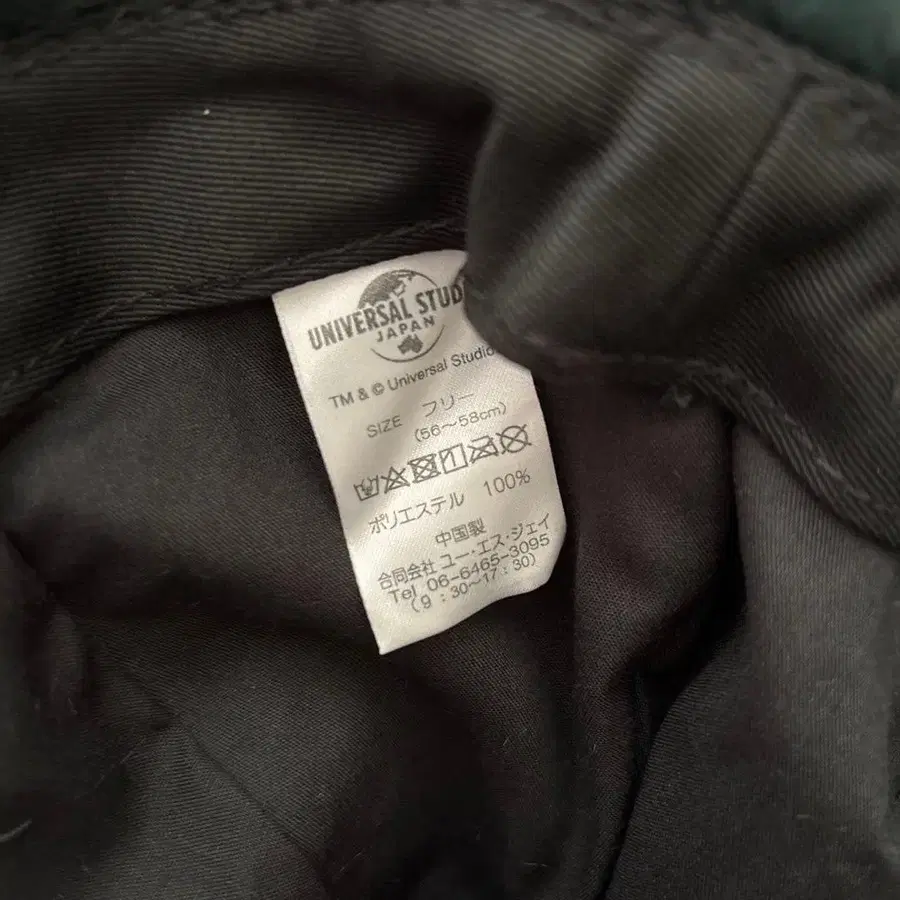 UNIVERSAL STUD
JAPAN
TM & © Universal Studios
SIZE フリー
(56～58cm)
ポリエステル 100%
中国製
合同会社 ユー・エス・ジェイ
Tel 06-6465-3095
(9:30～17:30)